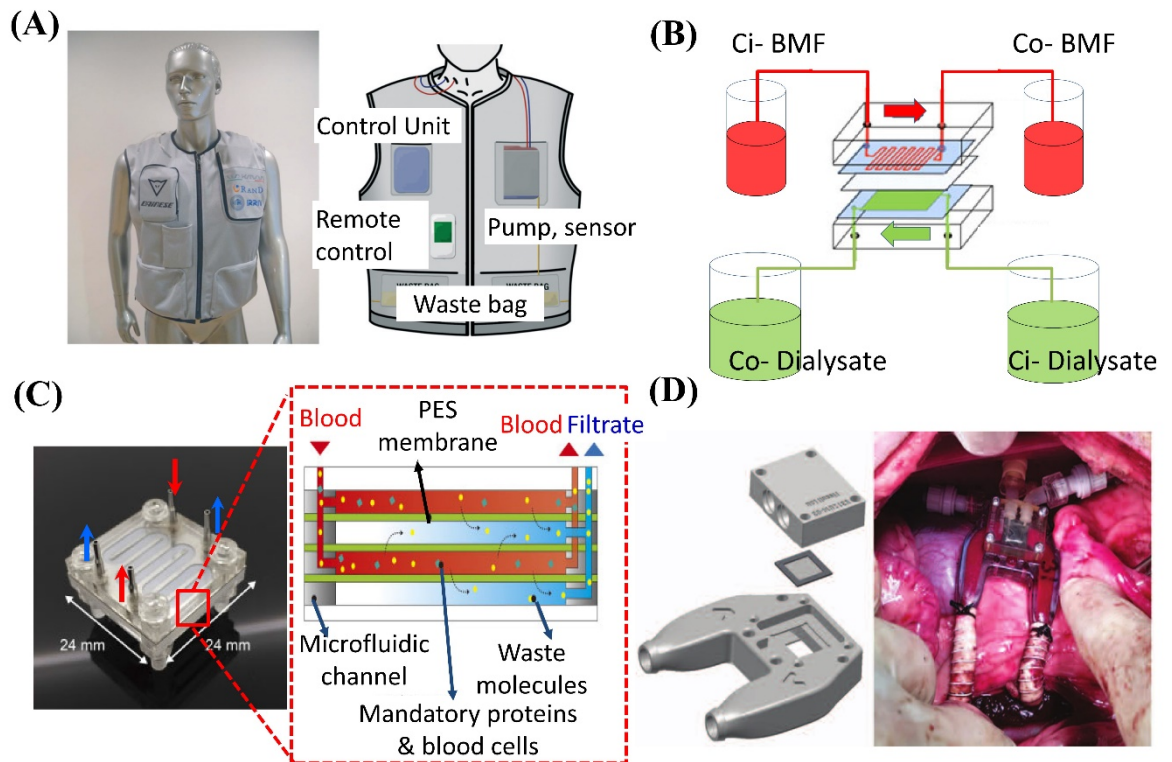 (A)
DAINESE
Control Unit
Remote
control
Pump, sensor
WASTE BAG
WASTE BAG
Waste bag
(B)
Ci- BMF
Co- BMF
Co- Dialysate
Ci- Dialysate
(C)
24 mm
24 mm
Blood
PES
membrane
Blood Filtrate
Microfluidic
channel
Waste
molecules
Mandatory proteins
& blood cells
(D)